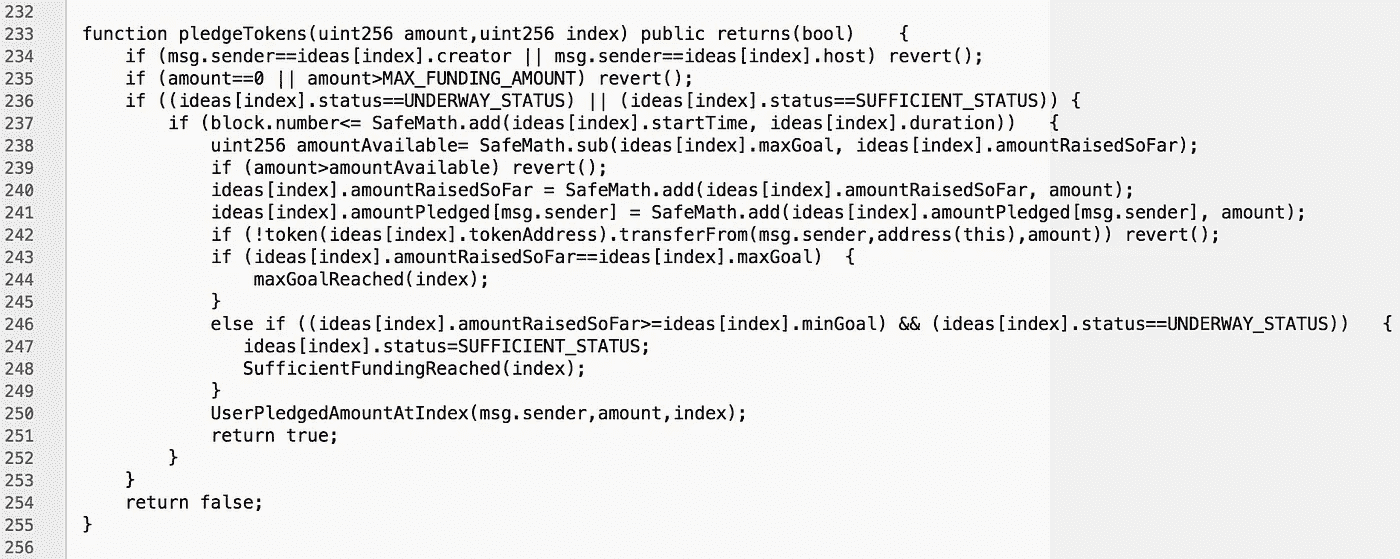 232
233 function pledgeTokens(uint256 amount,uint256 index) public returns(bool)    {
234     if (msg.sender==ideas[index].creator || msg.sender==ideas[index].host) revert();
235     if (amount==0 || amount>MAX_FUNDING_AMOUNT) revert();
236     if ((ideas[index].status==UNDERWAY_STATUS) || (ideas[index].status==SUFFICIENT_STATUS)) {
237         if (block.number<= SafeMath.add(ideas[index].startTime, ideas[index].duration))   {
238             uint256 amountAvailable= SafeMath.sub(ideas[index].maxGoal, ideas[index].amountRaisedSoFar);
239             if (amount>amountAvailable) revert();
240             ideas[index].amountRaisedSoFar = SafeMath.add(ideas[index].amountRaisedSoFar, amount);
241             ideas[index].amountPledged[msg.sender] = SafeMath.add(ideas[index].amountPledged[msg.sender], amount);
242             if (!token(ideas[index].tokenAddress).transferFrom(msg.sender,address(this),amount)) revert();
243             if (ideas[index].amountRaisedSoFar==ideas[index].maxGoal)  {
244                 maxGoalReached(index);
245             }
246             else if ((ideas[index].amountRaisedSoFar>=ideas[index].minGoal) && (ideas[index].status==UNDERWAY_STATUS))   {
247                ideas[index].status=SUFFICIENT_STATUS;
248                SufficientFundingReached(index);
249             }
250             UserPledgedAmountAtIndex(msg.sender,amount,index);
251             return true;
252         }
253     }
254     return false;
255 }
256